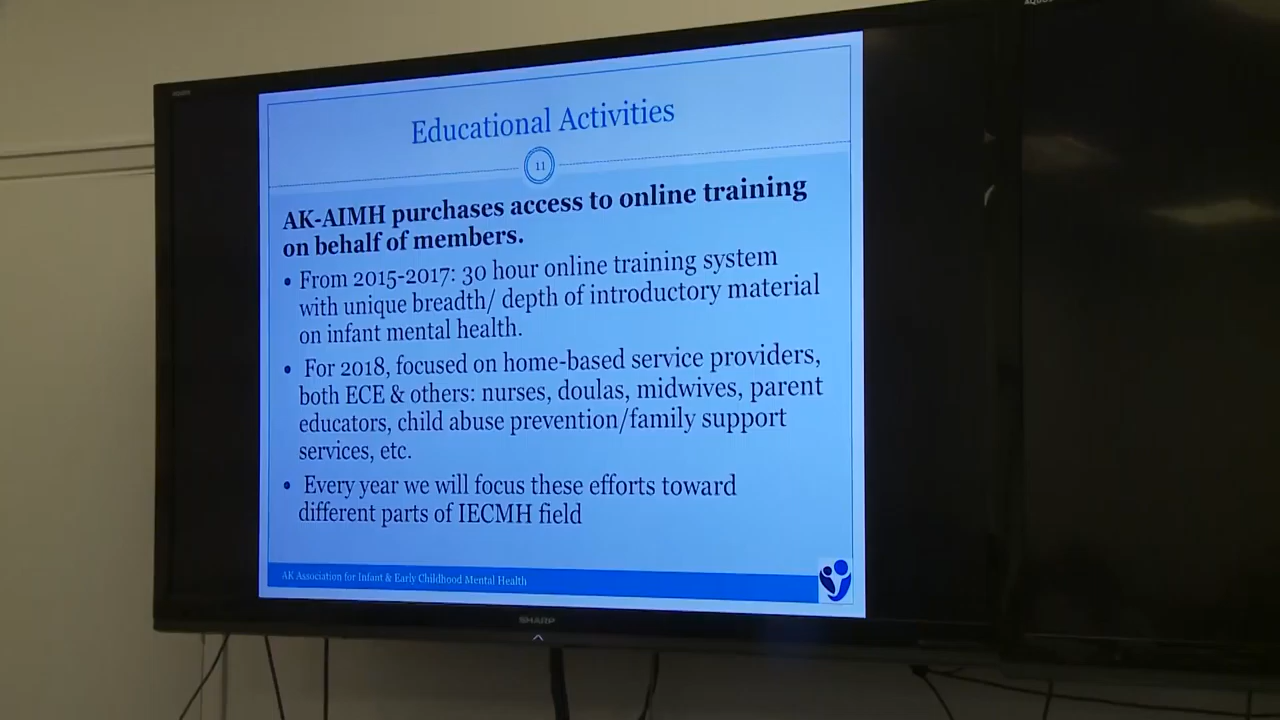 Educational Activities
11
AK-AIMH purchases access to online training
on behalf of members.
• From 2015-2017: 30 hour online training system
with unique breadth/ depth of introductory material
on infant mental health.
• For 2018, focused on home-based service providers,
both ECE & others: nurses, doulas, midwives, parent
educators, child abuse prevention/family support
services, etc.
• Every year we will focus these efforts toward
different parts of IECMH field
AK Association for Infant & Early Childhood Mental Health
SHARP